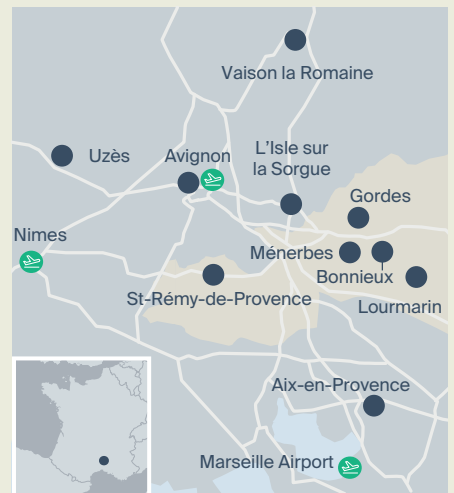 Vaison la Romaine
Uzès
Avignon
L'Isle sur
la Sorgue
Gordes
Nimes
Ménerbes
Bonnieux
St-Rémy-de-Provence
Lourmarin
Aix-en-Provence
Marseille Airport